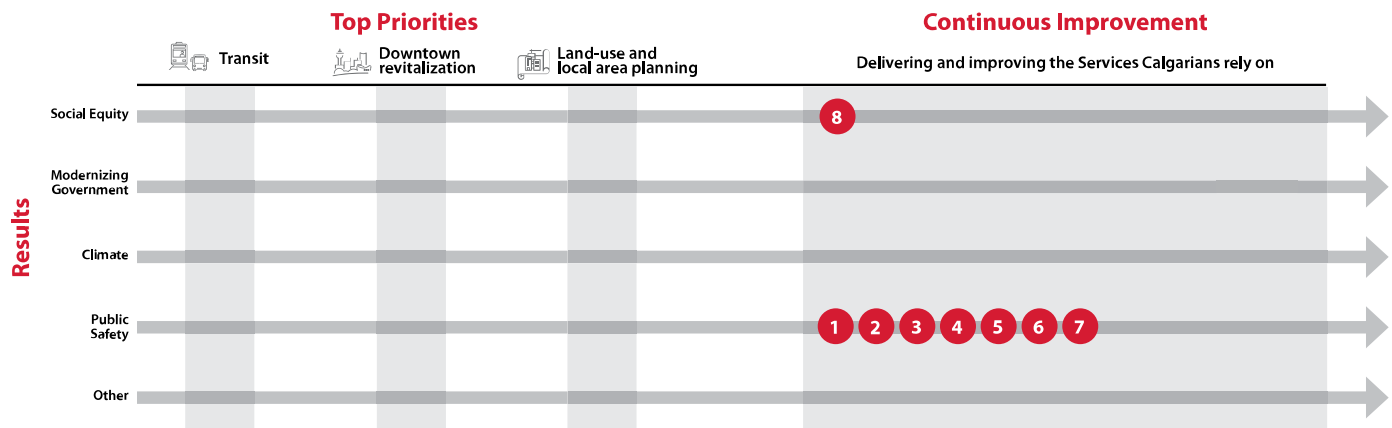 Top Priorities
Continuous Improvement
Transit
Downtown
revitalization
Land-use and
local area planning
Delivering and improving the Services Calgarians rely on
Results
Social Equity
8
Modernizing
Government
Climate
Public
Safety
1 2 3 4 5 6 7
Other